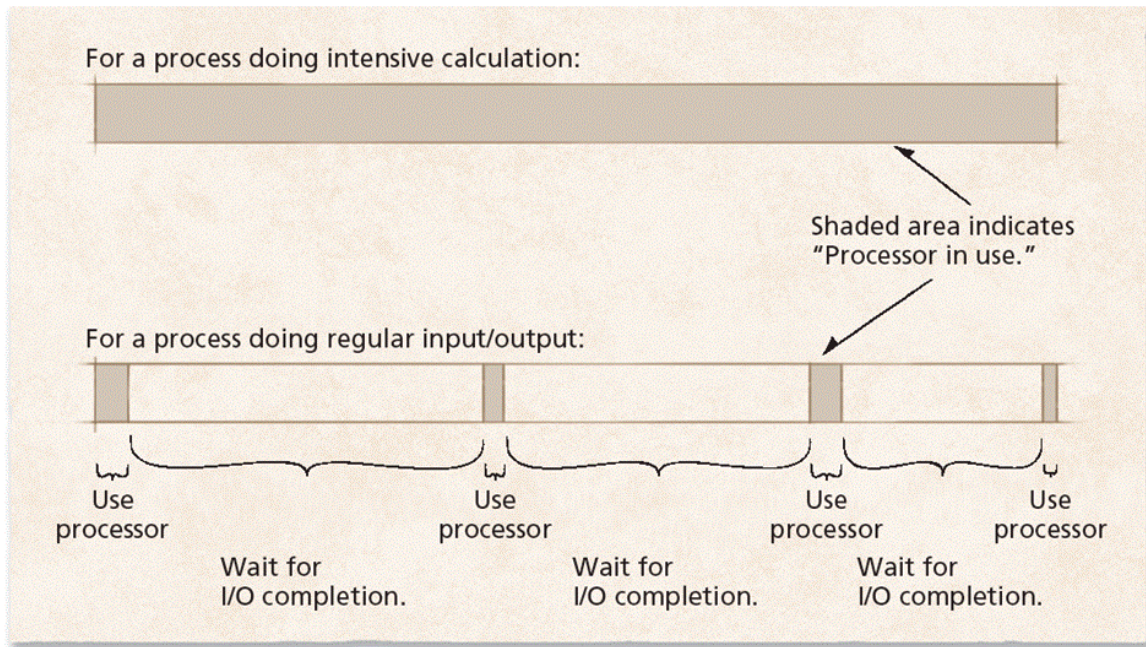 For a process doing intensive calculation:
Shaded area indicates
"Processor in use."
For a process doing regular input/output:
Use
processor
Wait for
I/O completion.
Use
processor
Wait for
I/O completion.
Use
processor
Wait for
I/O completion.
Use
processor